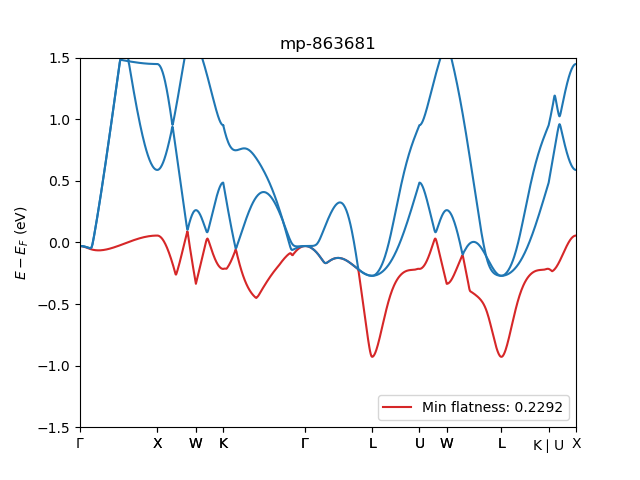 mp-863681
E − E_F (eV)
1.5
1.0
0.5
0.0
−0.5
−1.0
−1.5
Min flatness: 0.2292
Γ X W K Γ L U W L K | U X